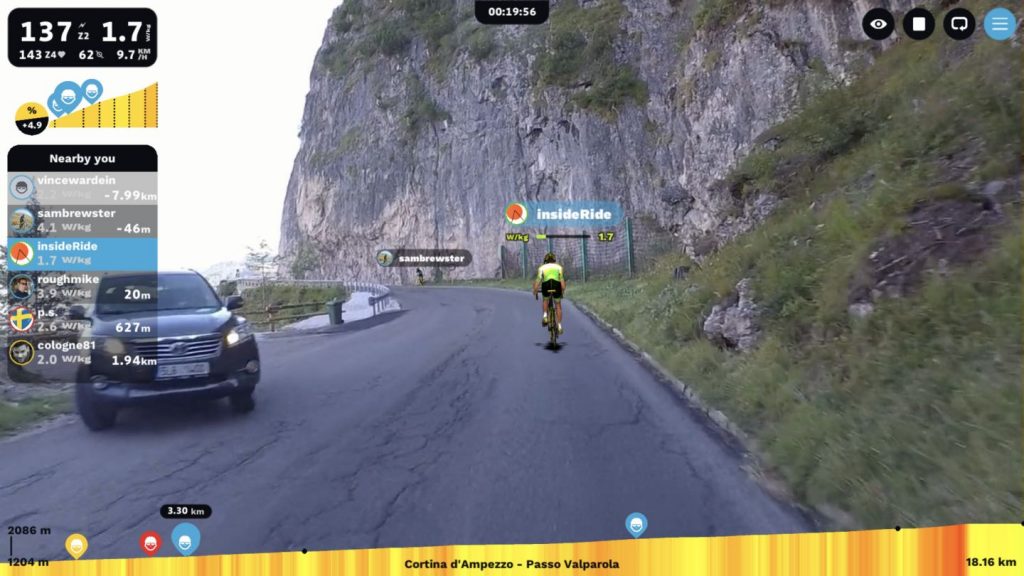 137 Z2 1.7 W/KG
143 Z4 62 9.7 KM/H
00:19:56
%
+4.9
Nearby you
vincewardein
W/kg -7.99km
sambrewster
4.1 W/kg -46m
insideRide
1.7 W/kg
roughmike
3.9 W/kg 20m
p.s.
2.6 W/kg 627m
cologne81
2.0 W/kg 1.94km
insideRide
W/kg 1.7
sambrewster
3.30 km
2086 m
1204 m
Cortina d'Ampezzo - Passo Valparola
18.16 km